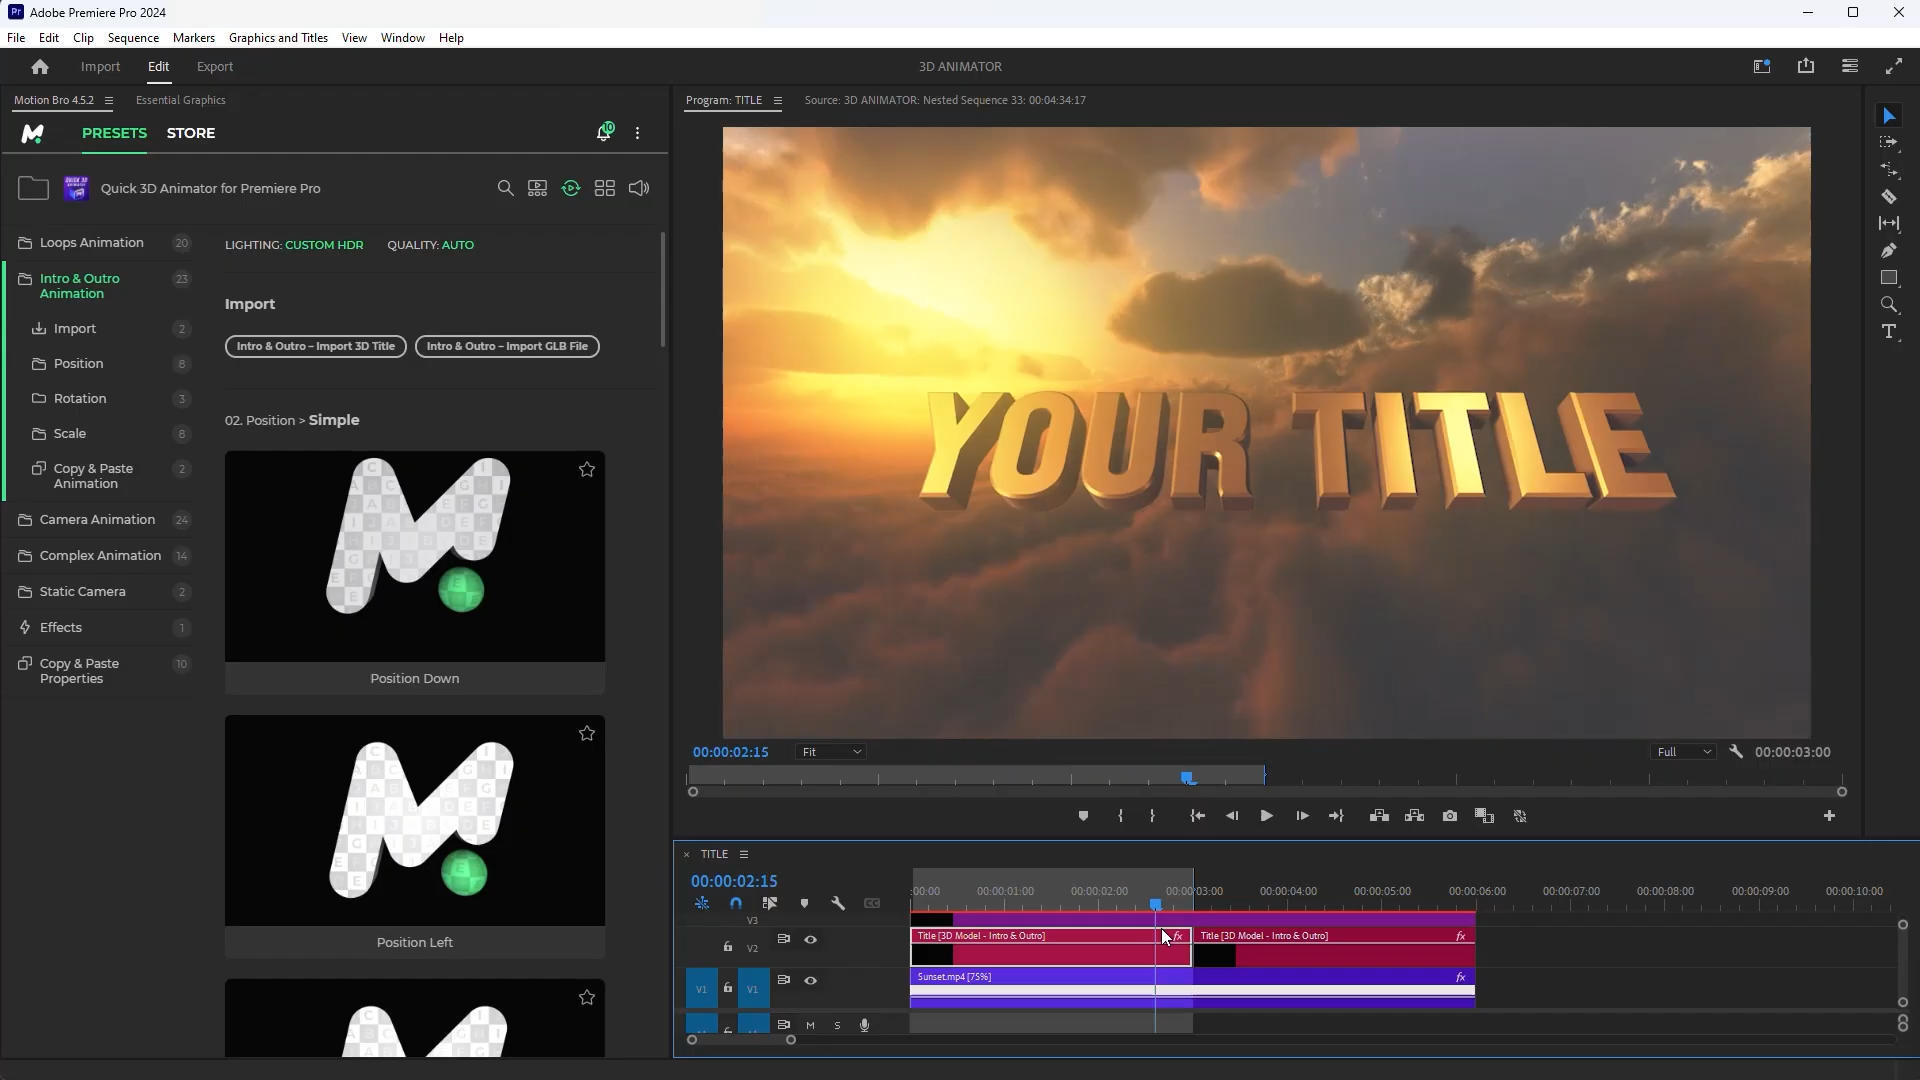 Adobe Premiere Pro 2024
File Edit Clip Sequence Markers Graphics and Titles View Window Help
Import Edit Export
3D ANIMATOR
Motion Bro 4.5.2 Essential Graphics
PRESETS STORE
10
Quick 3D Animator for Premiere Pro
Loops Animation 20
Intro & Outro Animation 23
Import 2
Position 8
Rotation 3
Scale 8
Copy & Paste Animation 2
Camera Animation 24
Complex Animation 14
Static Camera 2
Effects 1
Copy & Paste Properties 10
LIGHTING: CUSTOM HDR QUALITY: AUTO
Import
Intro & Outro – Import 3D Title Intro & Outro – Import GLB File
02. Position > Simple
Position Down
Position Left
Program: TITLE Source: 3D ANIMATOR: Nested Sequence 33: 00:04:34:17
YOUR TITLE
00:00:02:15 Fit Full 00:00:03:00
TITLE
00:00:02:15
:00:00 00:00:01:00 00:00:02:00 00:00:03:00 00:00:04:00 00:00:05:00 00:00:06:00 00:00:07:00 00:00:08:00 00:00:09:00 00:00:10:00
V3
V2 Title [3D Model - Intro & Outro] fx Title [3D Model - Intro & Outro] fx
V1 V1 Sunset.mp4 [75%] fx
M S